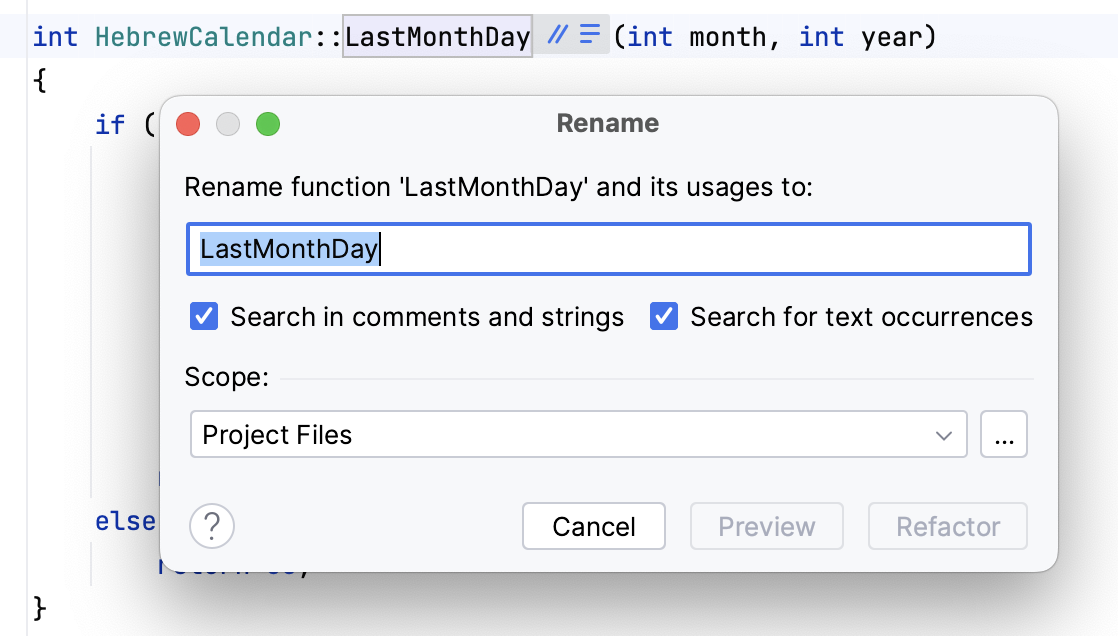 int HebrewCalendar::LastMonthDay // (int month, int year)
{
if (
Rename
Rename function 'LastMonthDay' and its usages to:
LastMonthDay
Search in comments and strings Search for text occurrences
Scope:
Project Files ...
else
? Cancel Preview Refactor
}